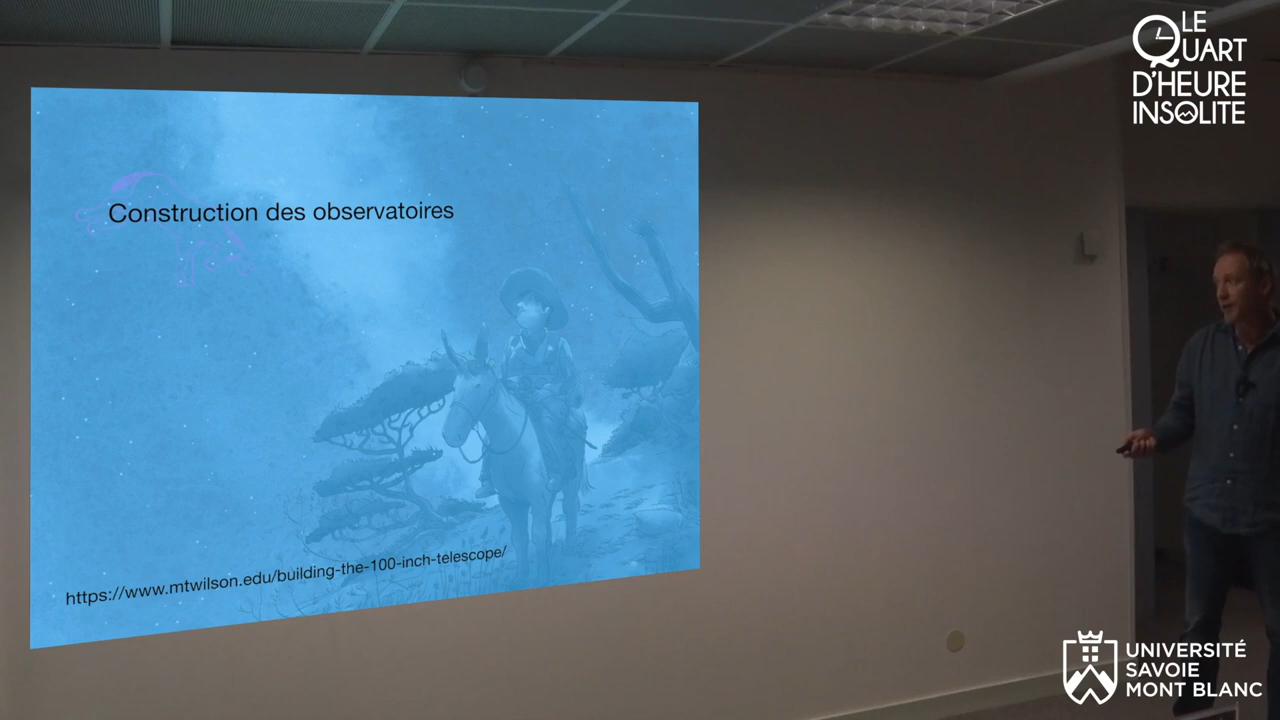 LE
QUART
D'HEURE
INSOLITE
Construction des observatoires
https://www.mtwilson.edu/building-the-100-inch-telescope/
UNIVERSITÉ
SAVOIE
MONT BLANC